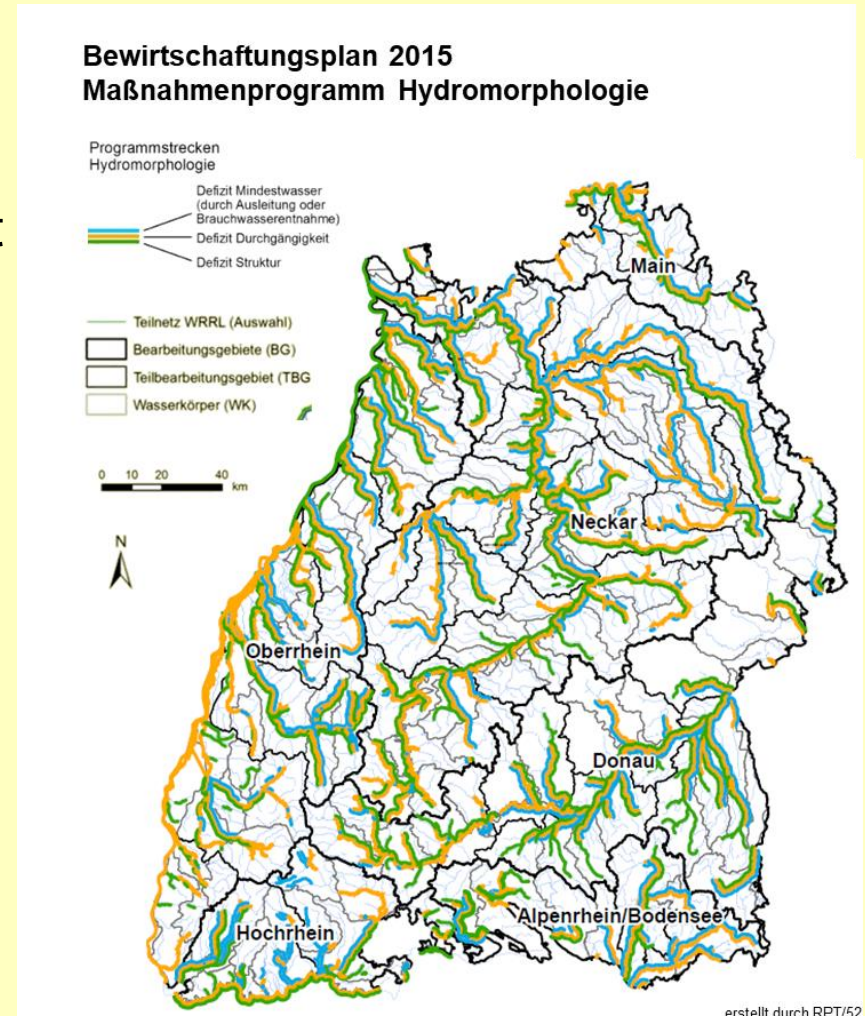 Bewirtschaftungsplan 2015
Maßnahmenprogramm Hydromorphologie
Programmstrecken
Hydromorphologie
Defizit Mindestwasser
(durch Ausleitung oder
Brauchwasserentnahme)
Defizit Durchgängigkeit
Defizit Struktur
Teilnetz WRRL (Auswahl)
Bearbeitungsgebiete (BG)
Teilbearbeitungsgebiet (TBG
Wasserkörper (WK)
0 10 20 40
km
N
Main
Neckar
Oberrhein
Donau
Alpenrhein/Bodensee
Hochrhein
erstellt durch RPT/52